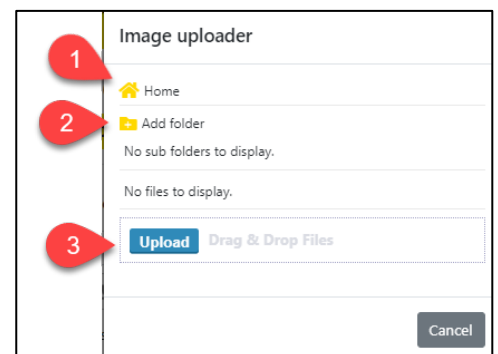 Image uploader
1
Home
2
Add folder
No sub folders to display.
No files to display.
3
Upload Drag & Drop Files
Cancel